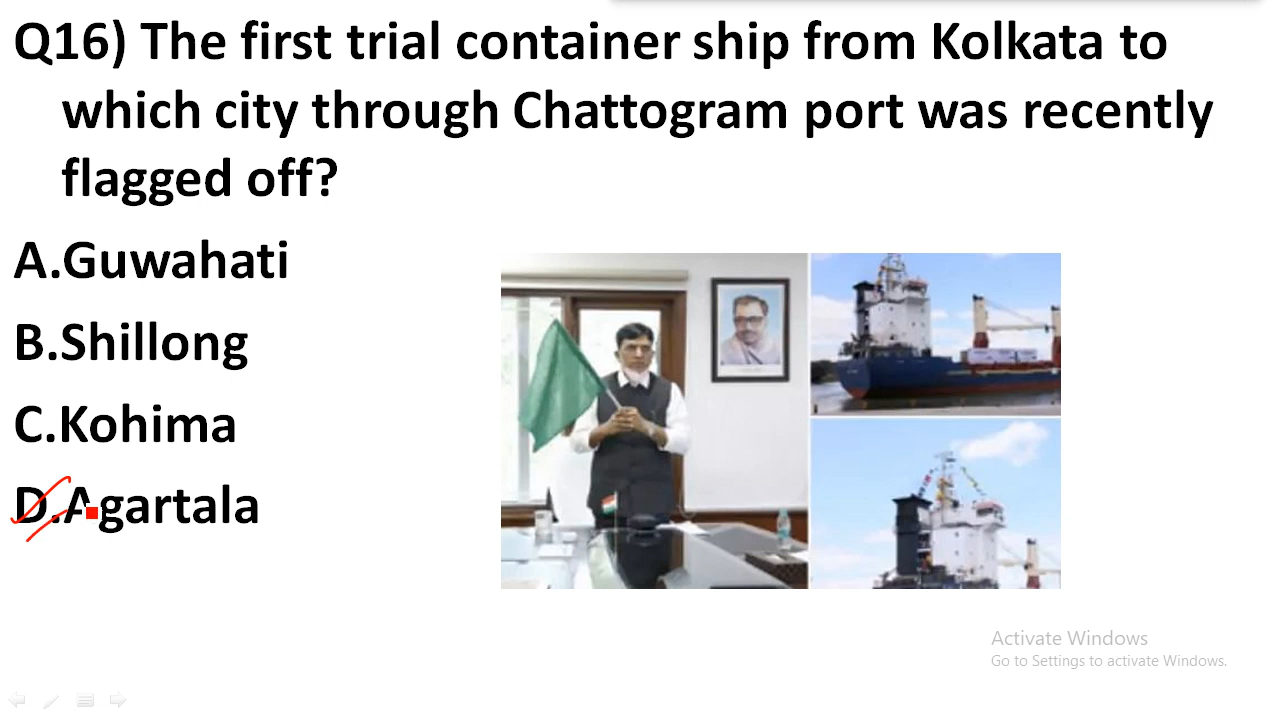 Q16) The first trial container ship from Kolkata to
which city through Chattogram port was recently
flagged off?
A.Guwahati
B.Shillong
C.Kohima
D.Agartala
Activate Windows
Go to Settings to activate Windows.